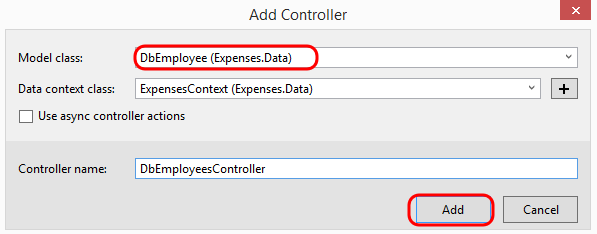 Add Controller
Model class: DbEmployee (Expenses.Data)
Data context class: ExpensesContext (Expenses.Data)
Use async controller actions
Controller name: DbEmployeesController
Add Cancel